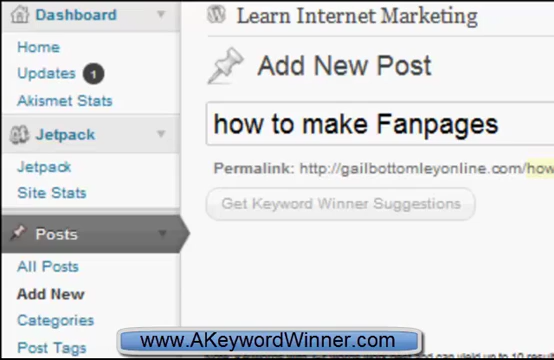 Dashboard
Home
Updates 1
Akismet Stats
Jetpack
Jetpack
Site Stats
Posts
All Posts
Add New
Categories
Post Tags
Learn Internet Marketing
Add New Post
how to make Fanpages
Permalink: http://gailbottomleyonline.com/how
Get Keyword Winner Suggestions
www.AKeywordWinner.com